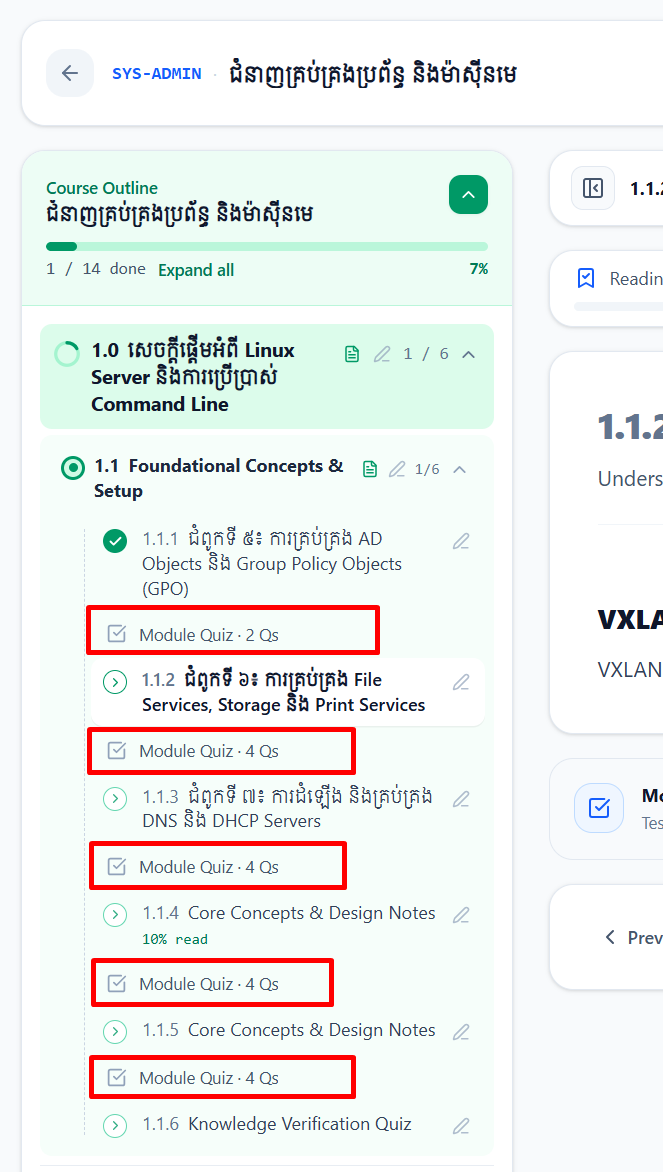 SYS-ADMIN · ជំនាញគ្រប់គ្រងប្រព័ន្ធ និងម៉ាស៊ីនមេ
Course Outline
ជំនាញគ្រប់គ្រងប្រព័ន្ធ និងម៉ាស៊ីនមេ
1 / 14 done Expand all 7%
1.0 សេចក្តីផ្តើមអំពី Linux
Server និងការប្រើប្រាស់
Command Line
1 / 6
1.1 Foundational Concepts &
Setup
1/6
1.1.1 ជំពូកទី ៥៖ ការគ្រប់គ្រង AD
Objects និង Group Policy Objects
(GPO)
Module Quiz · 2 Qs
1.1.2 ជំពូកទី ៦៖ ការគ្រប់គ្រង File
Services, Storage និង Print Services
Module Quiz · 4 Qs
1.1.3 ជំពូកទី ៧៖ ការដំឡើង និងគ្រប់គ្រង
DNS និង DHCP Servers
Module Quiz · 4 Qs
1.1.4 Core Concepts & Design Notes
10% read
Module Quiz · 4 Qs
1.1.5 Core Concepts & Design Notes
Module Quiz · 4 Qs
1.1.6 Knowledge Verification Quiz
1.1.2
Readin
1.1.2
Unders
VXLA
VXLAN
Mo
Tes
Prev